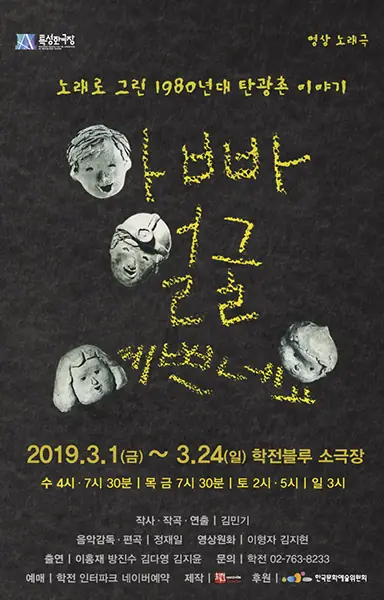 특성화극장
영상 노래극
노래로 그린 1980년대 탄광촌 이야기
아빠
얼굴
예쁜네요
2019.3.1(금) ~ 3.24(일) 학전블루 소극장
수 4시·7시 30분 | 목 금 7시 30분 | 토 2시·5시 | 일 3시
작사·작곡·연출 | 김민기
음악감독·편곡 | 정재일 영상원화 | 이형자 김지현
출연 | 이홍재 방진수 김다영 김지윤 문의 | 학전 02-763-8233
예매 | 학전 인터파크 네이버예약 제작 | 후원 | 한국문화예술위원회